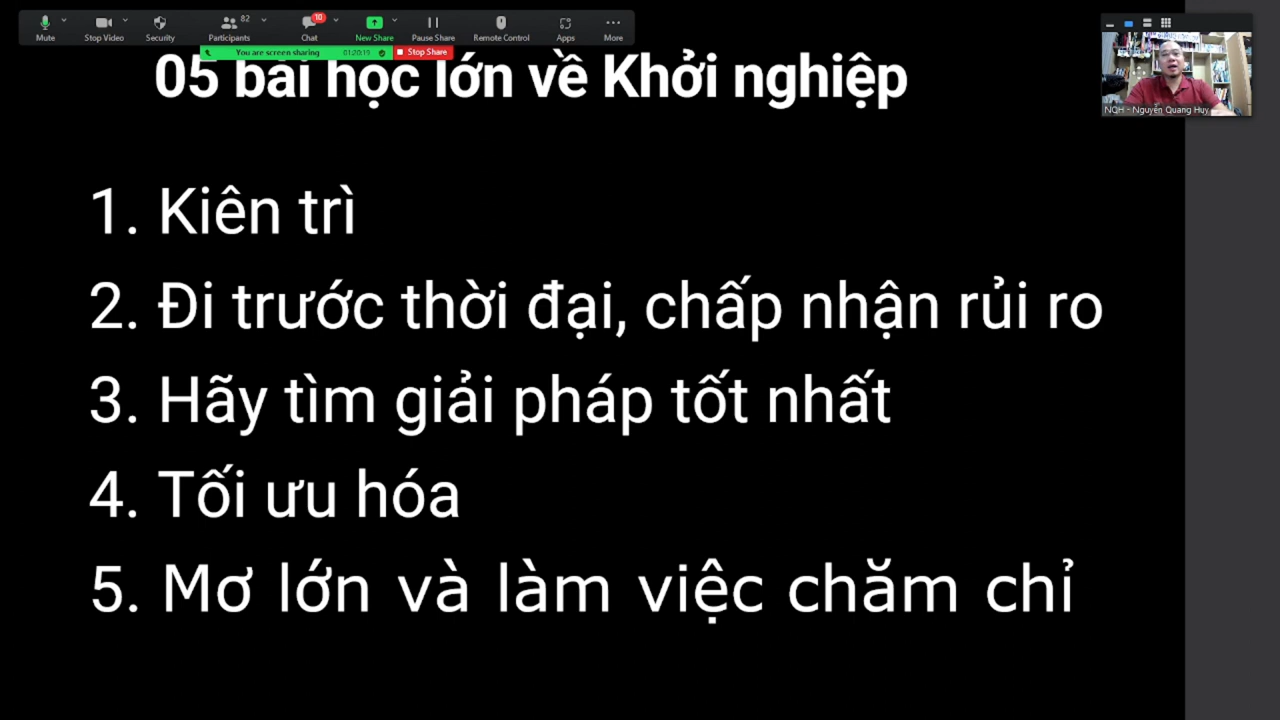 82
10
Mute
Stop Video
Security
Participants
Chat
New Share
Pause Share
Remote Control
Apps
More
You are screen sharing
01:20:19
Stop Share
05 bài học lớn về Khởi nghiệp
NQH - Nguyễn Quang Huy
1. Kiên trì
2. Đi trước thời đại, chấp nhận rủi ro
3. Hãy tìm giải pháp tốt nhất
4. Tối ưu hóa
5. Mơ lớn và làm việc chăm chỉ